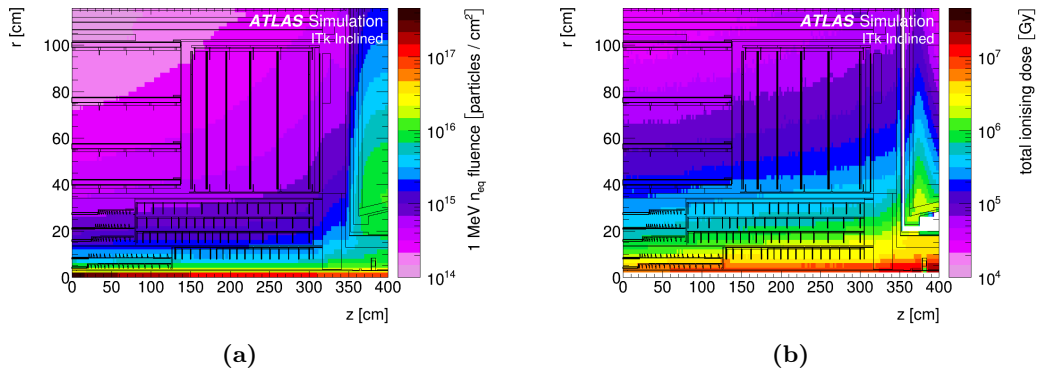 r [cm]
ATLAS Simulation
ITk Inclined
100
80
60
40
20
0
0 50 100 150 200 250 300 350 400
z [cm]
10^17
10^16
10^15
10^14
1 MeV n_eq fluence [particles / cm^2]
(a)
r [cm]
ATLAS Simulation
ITk Inclined
100
80
60
40
20
0
0 50 100 150 200 250 300 350 400
z [cm]
10^7
10^6
10^5
10^4
total ionising dose [Gy]
(b)